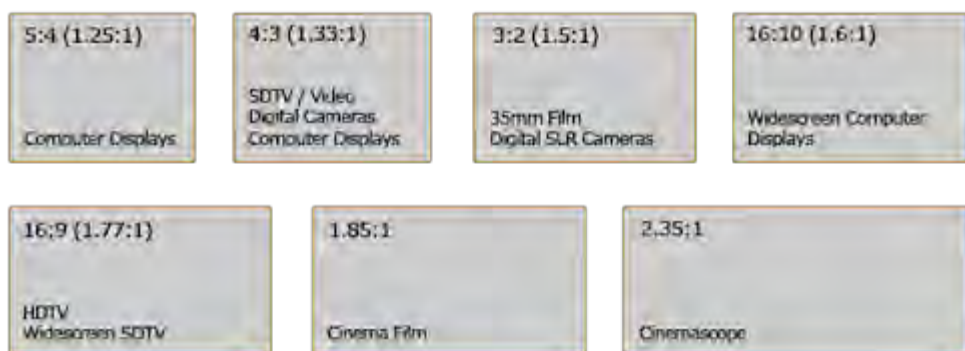 5:4 (1.25:1)
Computer Displays
4:3 (1.33:1)
SDTV / Video
Digital Cameras
Computer Displays
3:2 (1.5:1)
35mm Film
Digital SLR Cameras
16:10 (1.6:1)
Widescreen Computer
Displays
16:9 (1.77:1)
HDTV
Widescreen SDTV
1.85:1
Cinema Film
2.35:1
Cinemascope